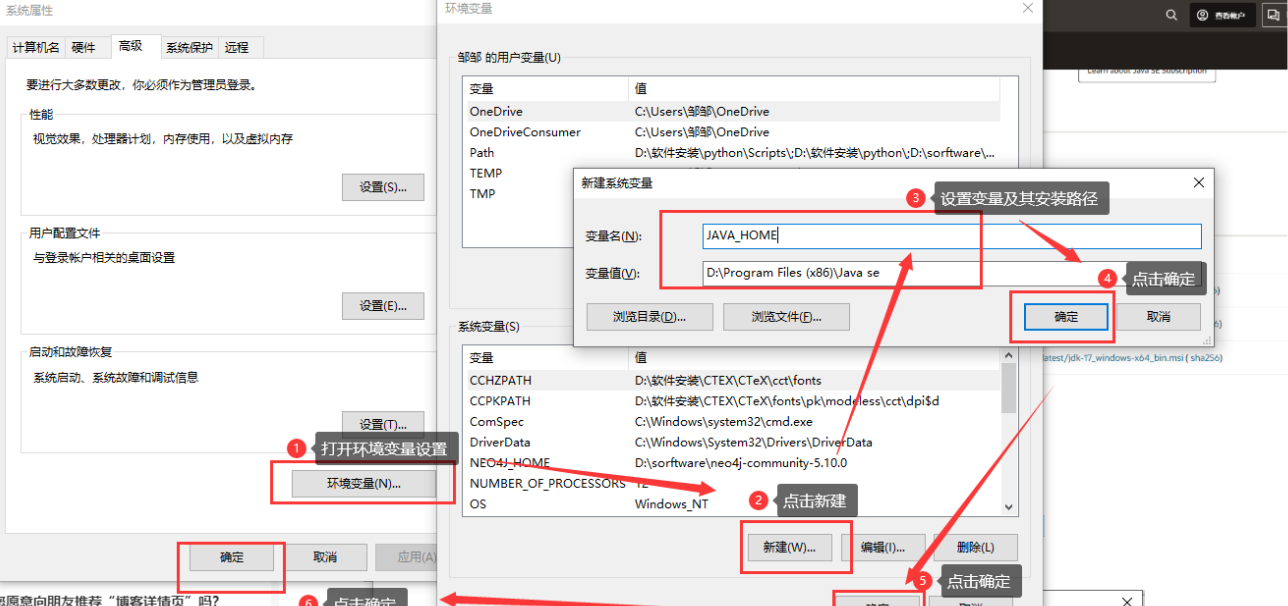 系统属性
计算机名 硬件 高级 系统保护 远程
要进行大多数更改，你必须作为管理员登录。
性能
视觉效果，处理器计划，内存使用，以及虚拟内存
设置(S)...
用户配置文件
与登录帐户相关的桌面设置
设置(E)...
启动和故障恢复
系统启动、系统故障和调试信息
设置(T)...
1 打开环境变量设置
环境变量(N)...
确定 取消 应用(A)
6 点击确定
您愿意向朋友推荐“博客详情页”吗?
环境变量
邹邹 的用户变量(U)
变量 值
OneDrive C:\Users\邹邹\OneDrive
OneDriveConsumer C:\Users\邹邹\OneDrive
Path D:\软件安装\python\Scripts\;D:\软件安装\python\;D:\sorftware\...
TEMP
TMP
新建系统变量
3 设置变量及其安装路径
变量名(N): JAVA_HOME
变量值(V): D:\Program Files (x86)\Java se
4 点击确定
浏览目录(D)... 浏览文件(F)... 确定 取消
系统变量(S)
变量 值
CCHZPATH D:\软件安装\CTEX\CTeX\cct\fonts
CCPKPATH D:\软件安装\CTEX\CTeX\fonts\pk\modeless\cct\dpi$d
ComSpec C:\Windows\system32\cmd.exe
DriverData C:\Windows\System32\Drivers\DriverData
NEO4J_HOME D:\sorftware\neo4j-community-5.10.0
NUMBER_OF_PROCESSORS 12
OS Windows_NT
2 点击新建
新建(W)... 编辑(I)... 删除(L)
5 点击确定
确定 取消
查看帐户
Learn about Java SE Subscription
latest/jdk-17_windows-x64_bin.msi ( sha256)